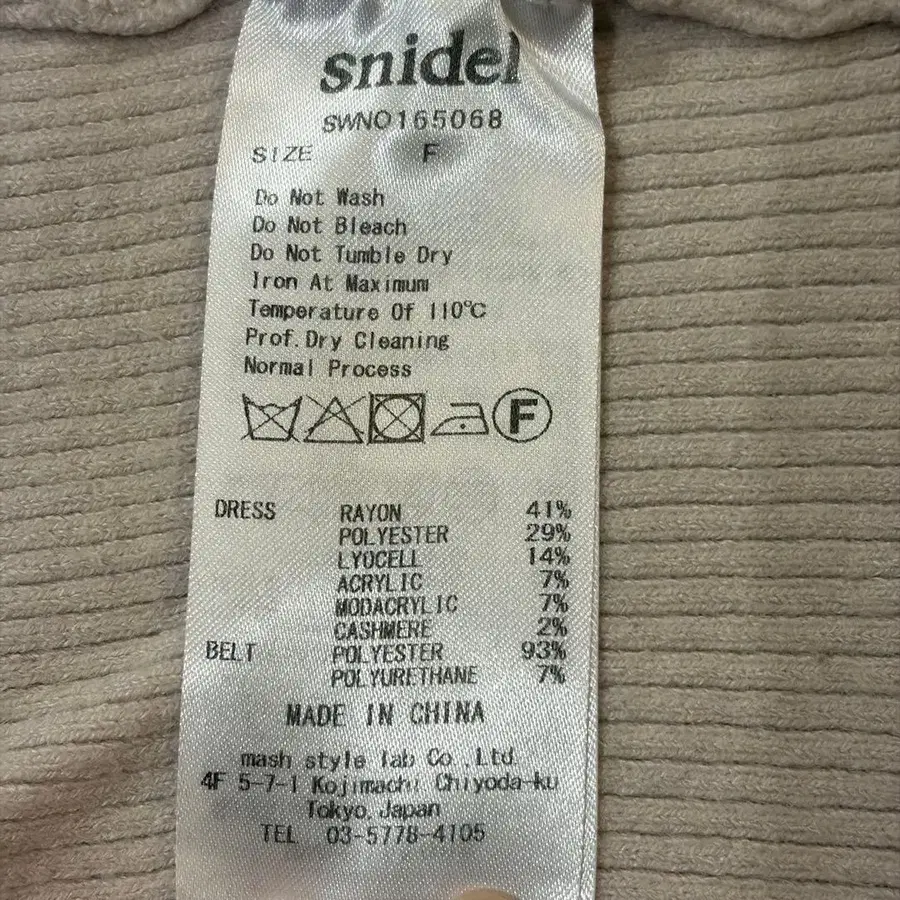 snidel
SWNO165068
SIZE F
Do Not Wash
Do Not Bleach
Do Not Tumble Dry
Iron At Maximum
Temperature Of 110℃
Prof.Dry Cleaning
Normal Process
F
DRESS RAYON 41%
POLYESTER 29%
LYOCELL 14%
ACRYLIC 7%
MODACRYLIC 7%
CASHMERE 2%
BELT POLYESTER 93%
POLYURETHANE 7%
MADE IN CHINA
mash style lab Co.,Ltd.
4F 5-7-1 Kojimachi Chiyoda-ku
Tokyo, Japan
TEL 03-5778-4105